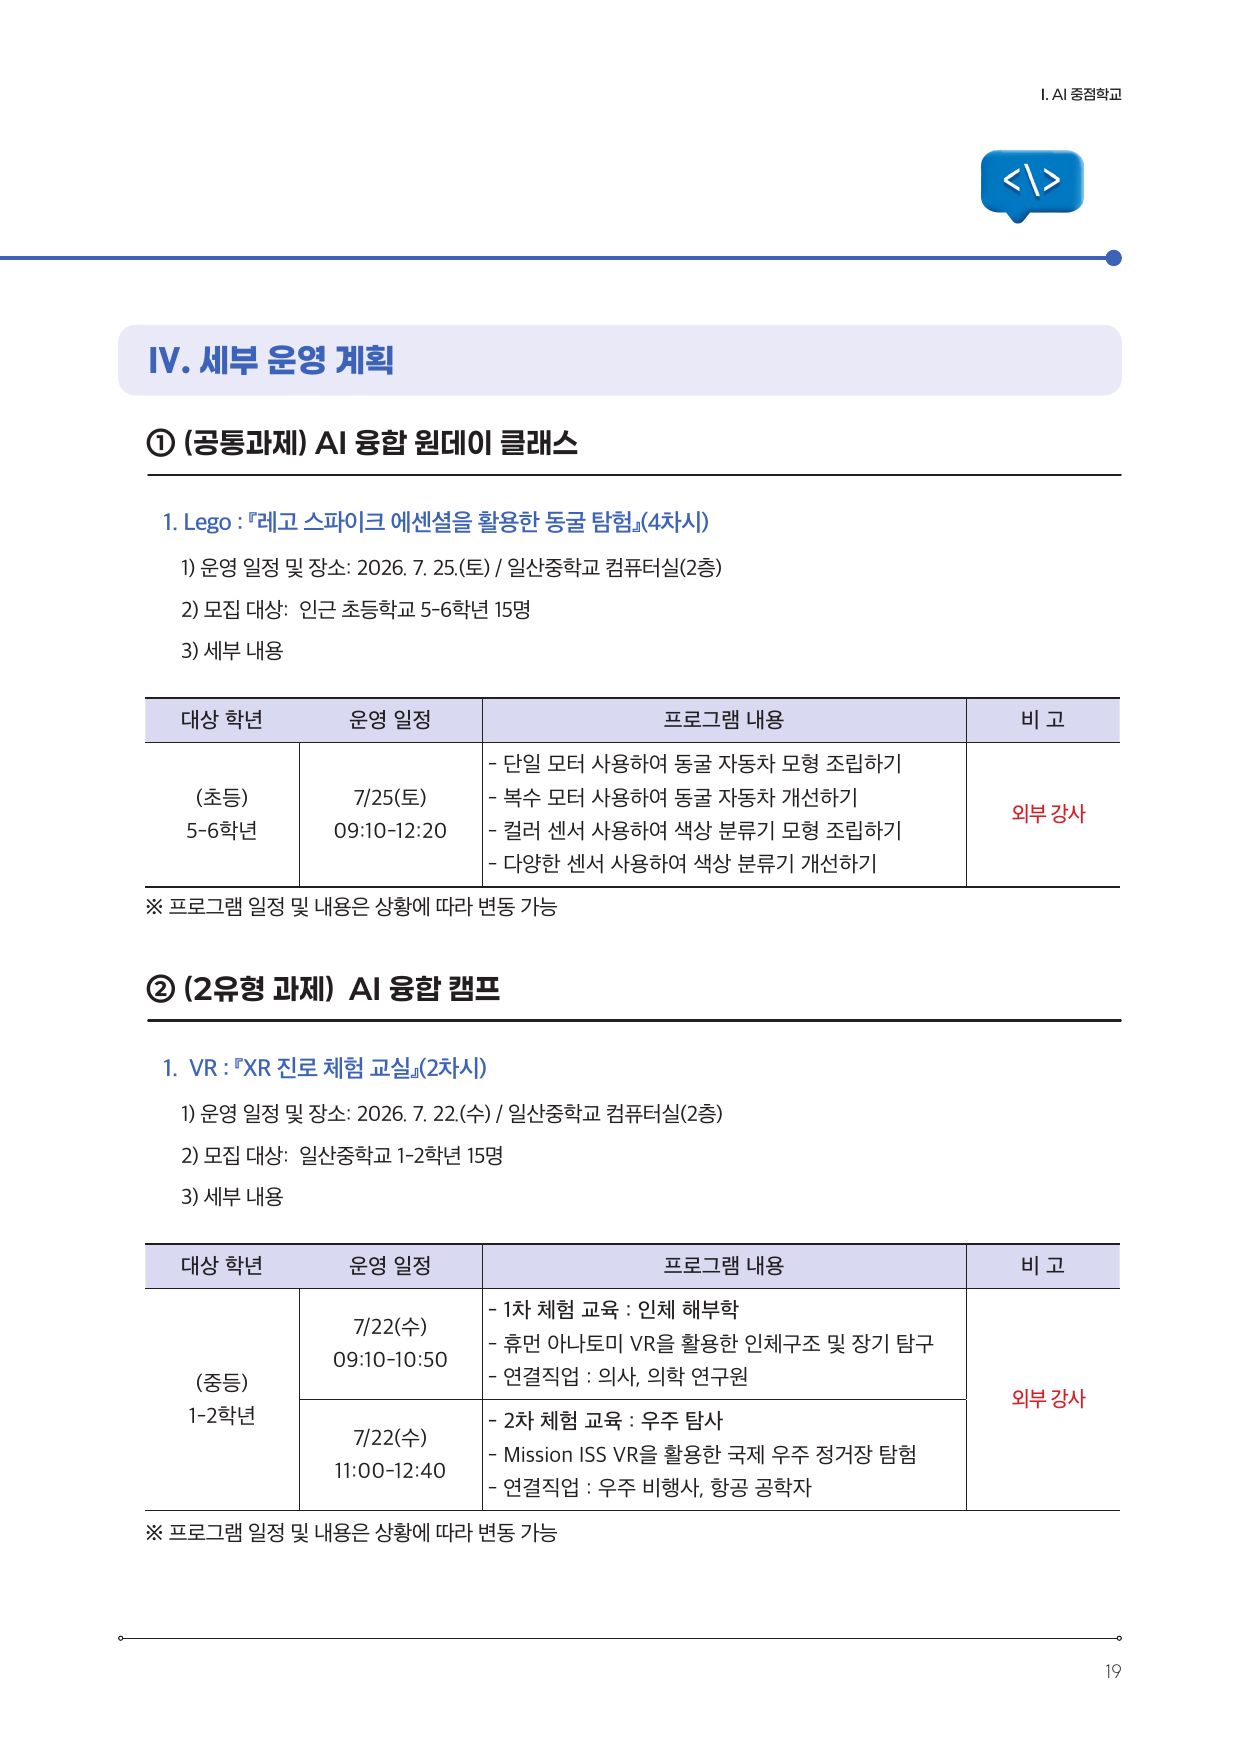 I. AI 중점학교
<\>
IV. 세부 운영 계획
① (공통과제) AI 융합 원데이 클래스
1. Lego : 『레고 스파이크 에센셜을 활용한 동굴 탐험』(4차시)
1) 운영 일정 및 장소: 2026. 7. 25.(토) / 일산중학교 컴퓨터실(2층)
2) 모집 대상: 인근 초등학교 5-6학년 15명
3) 세부 내용
대상 학년 운영 일정 프로그램 내용 비 고
(초등)
5-6학년
7/25(토)
09:10-12:20
- 단일 모터 사용하여 동굴 자동차 모형 조립하기
- 복수 모터 사용하여 동굴 자동차 개선하기
- 컬러 센서 사용하여 색상 분류기 모형 조립하기
- 다양한 센서 사용하여 색상 분류기 개선하기
외부 강사
※ 프로그램 일정 및 내용은 상황에 따라 변동 가능
② (2유형 과제) AI 융합 캠프
1. VR : 『XR 진로 체험 교실』(2차시)
1) 운영 일정 및 장소: 2026. 7. 22.(수) / 일산중학교 컴퓨터실(2층)
2) 모집 대상: 일산중학교 1-2학년 15명
3) 세부 내용
대상 학년 운영 일정 프로그램 내용 비 고
(중등)
1-2학년
7/22(수)
09:10-10:50
- 1차 체험 교육 : 인체 해부학
- 휴먼 아나토미 VR을 활용한 인체구조 및 장기 탐구
- 연결직업 : 의사, 의학 연구원
7/22(수)
11:00-12:40
- 2차 체험 교육 : 우주 탐사
- Mission ISS VR을 활용한 국제 우주 정거장 탐험
- 연결직업 : 우주 비행사, 항공 공학자
외부 강사
※ 프로그램 일정 및 내용은 상황에 따라 변동 가능
19